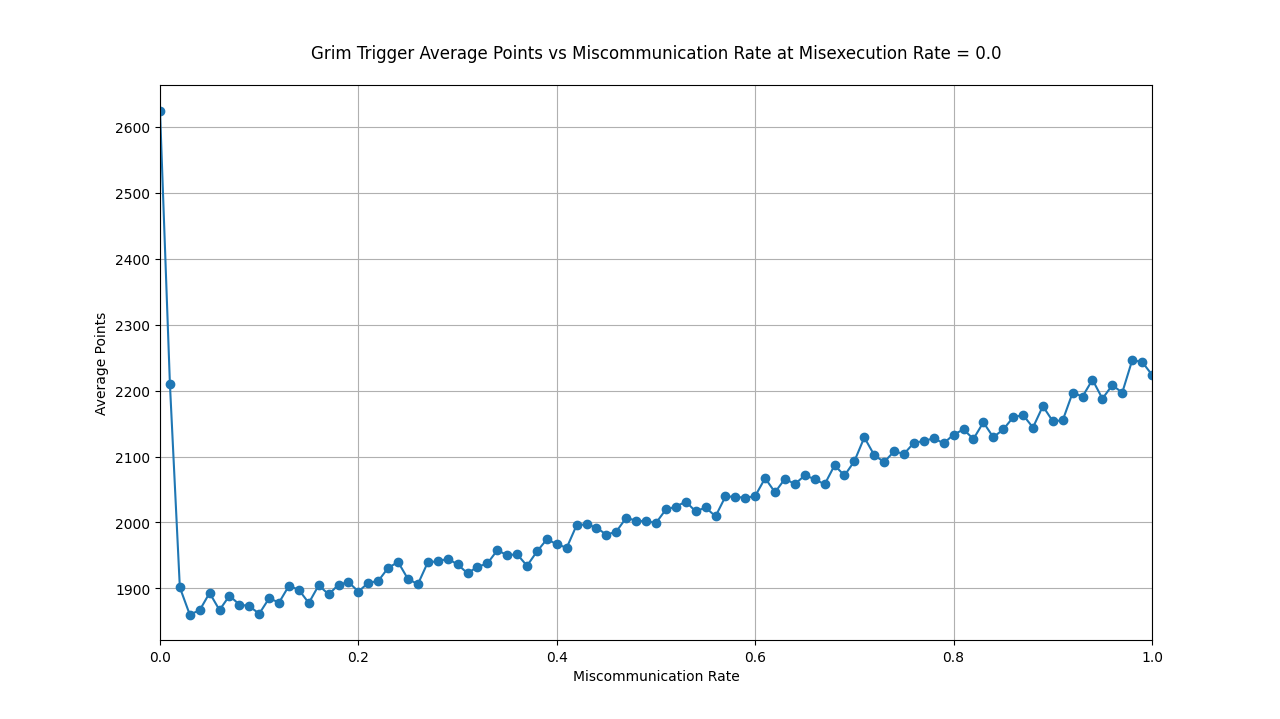 Grim Trigger Average Points vs Miscommunication Rate at Misexecution Rate = 0.0
Average Points
2600
2500
2400
2300
2200
2100
2000
1900
0.0 0.2 0.4 0.6 0.8 1.0
Miscommunication Rate